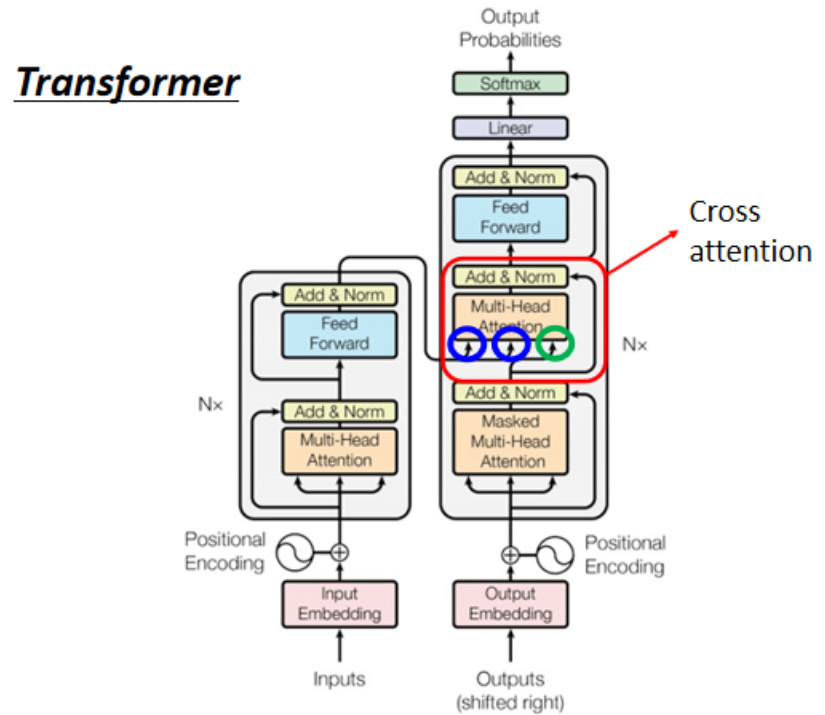 Transformer
Output
Probabilities
Softmax
Linear
Add & Norm
Feed
Forward
Cross
attention
Add & Norm
Multi-Head
Attention
Nx
Add & Norm
Masked
Multi-Head
Attention
Add & Norm
Feed
Forward
Nx
Add & Norm
Multi-Head
Attention
Positional
Encoding
Positional
Encoding
Input
Embedding
Output
Embedding
Inputs
Outputs
(shifted right)